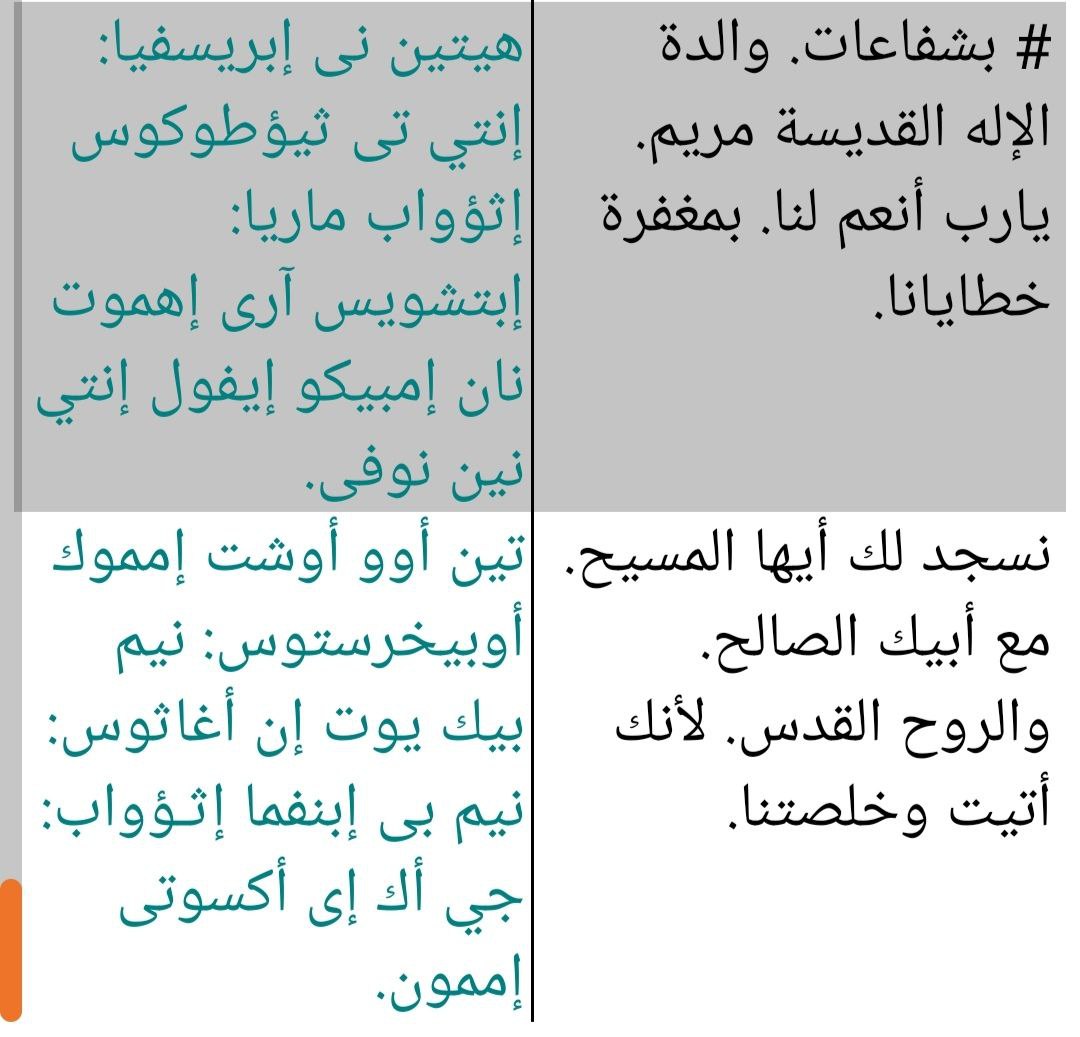 # بشفاعات. والدة
الإله القديسة مريم.
يارب أنعم لنا. بمغفرة
خطايانا.
هيتين نى إبريسفيا:
إنتي تى ثيؤطوكوس
إثؤواب ماريا:
إبتشويس آرى إهموت
نان إمبيكو إيفول إنتي
نين نوفى.
نسجد لك أيها المسيح.
مع أبيك الصالح.
والروح القدس. لأنك
أتيت وخلصتنا.
تين أوو أوشت إمموك
أوبيخرستوس: نيم
بيك يوت إن أغاثوس:
نيم بى إبنفما إثـؤواب:
جي أك إى أكسوتى
إممون.